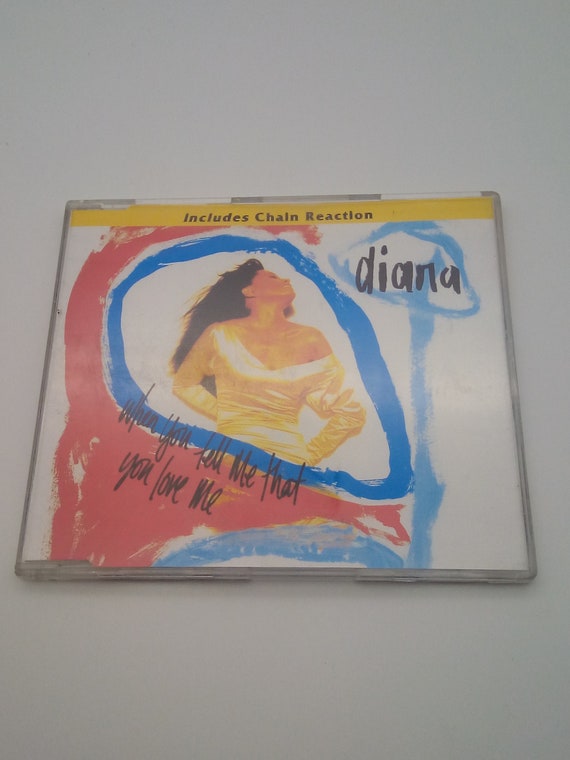 includes Chain Reaction
diana
when you tell me that
you love me